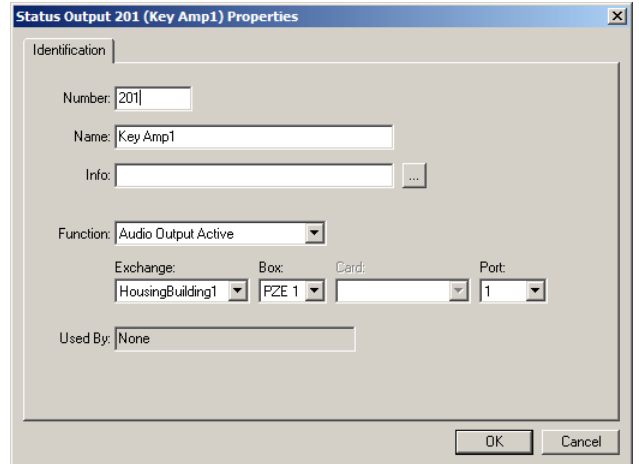 Status Output 201 (Key Amp1) Properties
Identification
Number: 201
Name: Key Amp1
Info:
...
Function: Audio Output Active
Exchange: Box: Card: Port:
HousingBuilding1 PZE 1 1
Used By: None
OK Cancel